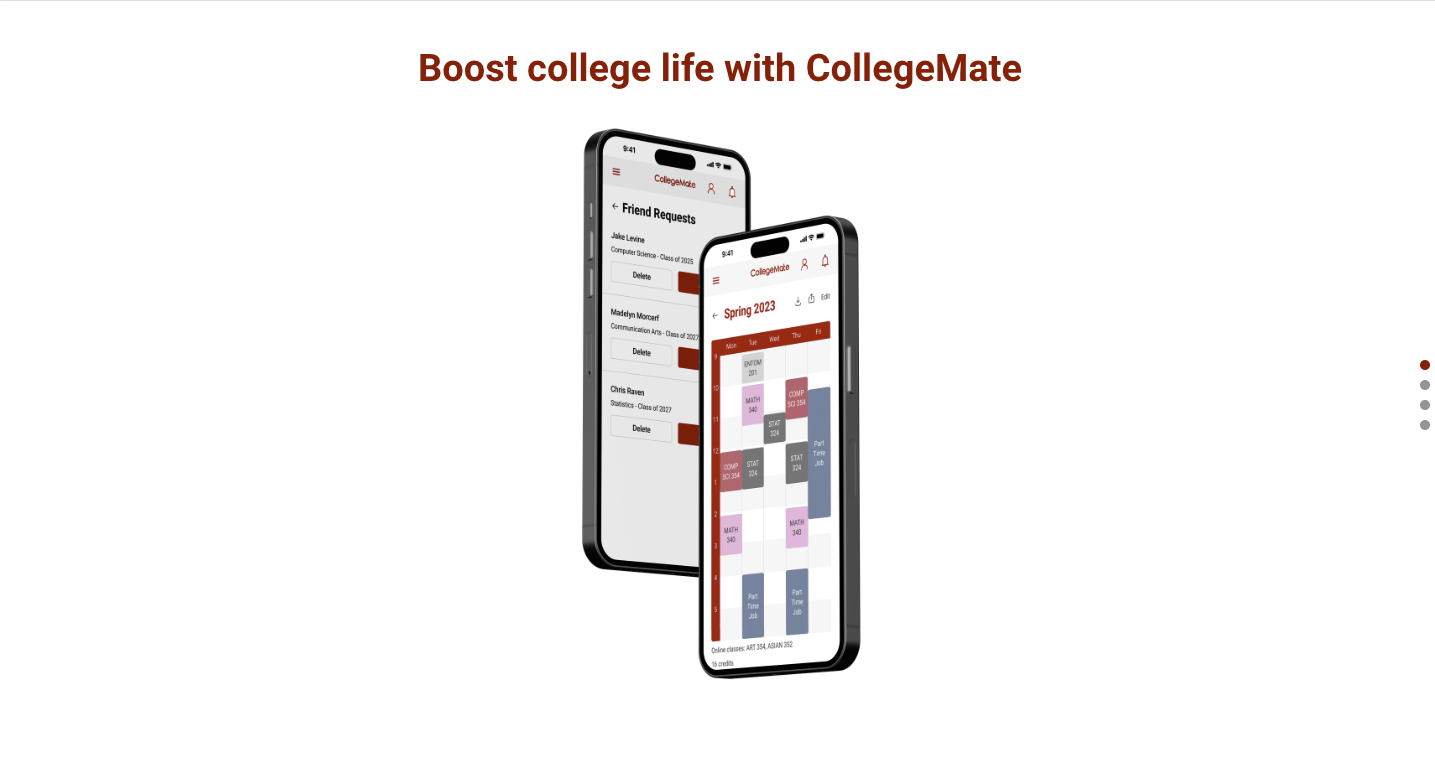 Boost college life with CollegeMate
9:41
CollegeMate
Friend Requests
Jake Levine
Computer Science - Class of 2025
Delete
Madelyn Morcerf
Communication Arts - Class of 2027
Delete
Chris Raven
Statistics - Class of 2027
Delete
9:41
CollegeMate
Spring 2023
Edit
Mon Tue Wed Thu Fri
9
ENTOM
201
10
MATH
340
COMP
SCI 354
11
STAT
324
Part
Time
Job
12
COMP
SCI 354
STAT
324
STAT
324
1
2
MATH
340
MATH
340
3
4
Part
Time
Job
Part
Time
Job
5
Online classes: ART 354, ASIAN 352
16 credits